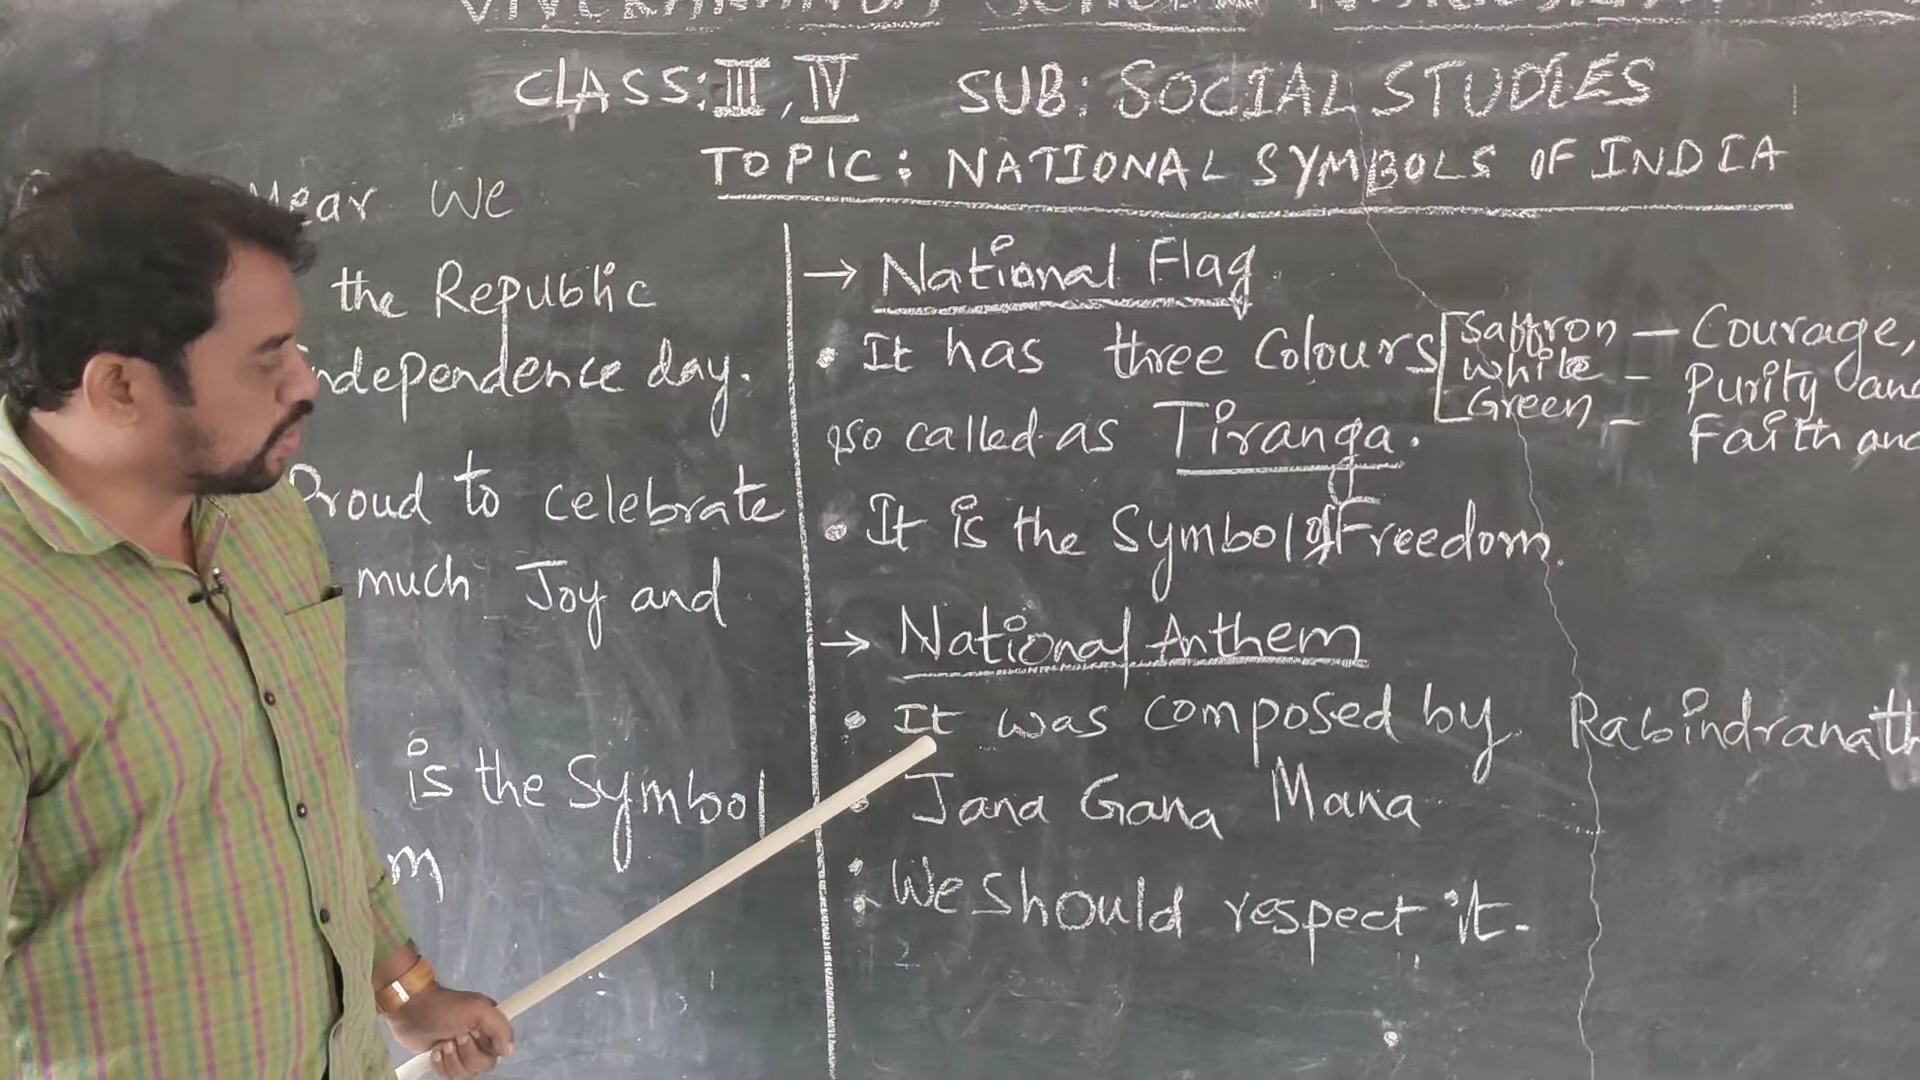 CLASS: III, IV SUB: SOCIAL STUDIES
TOPIC: NATIONAL SYMBOLS OF INDIA
year We
the Republic
Independence day.
Proud to celebrate
much Joy and
is the Symbol
m
→ National Flag
• It has three Colours [Saffron — Courage,
White – Purity and
Green – Faith and
so called as Tiranga.
• It is the Symbol of Freedom.
→ National Anthem
• It was composed by Rabindranath
• Jana Gana Mana
• We should respect it.